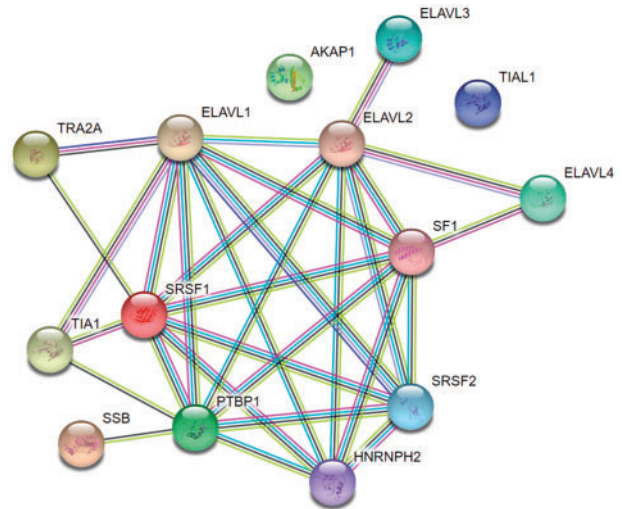 ELAVL3
AKAP1
TIAL1
ELAVL1
ELAVL2
TRA2A
ELAVL4
SF1
SRSF1
TIA1
SRSF2
PTBP1
SSB
HNRNPH2